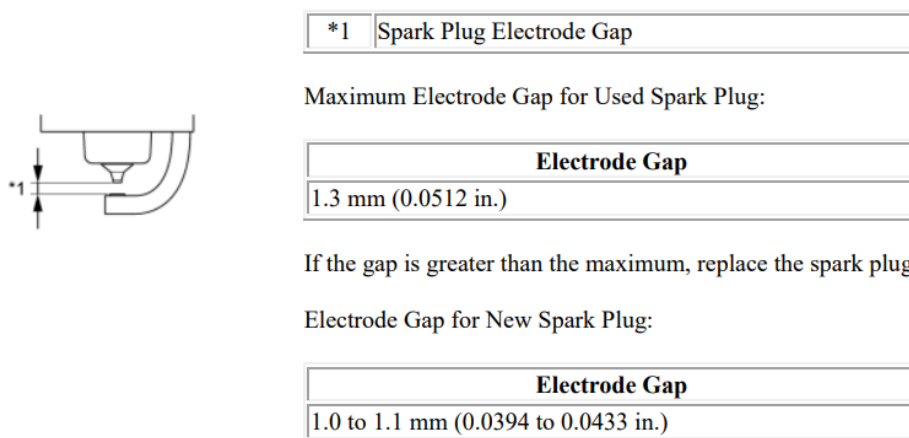 *1 Spark Plug Electrode Gap
Maximum Electrode Gap for Used Spark Plug:
Electrode Gap
*1
1.3 mm (0.0512 in.)
If the gap is greater than the maximum, replace the spark plug
Electrode Gap for New Spark Plug:
Electrode Gap
1.0 to 1.1 mm (0.0394 to 0.0433 in.)